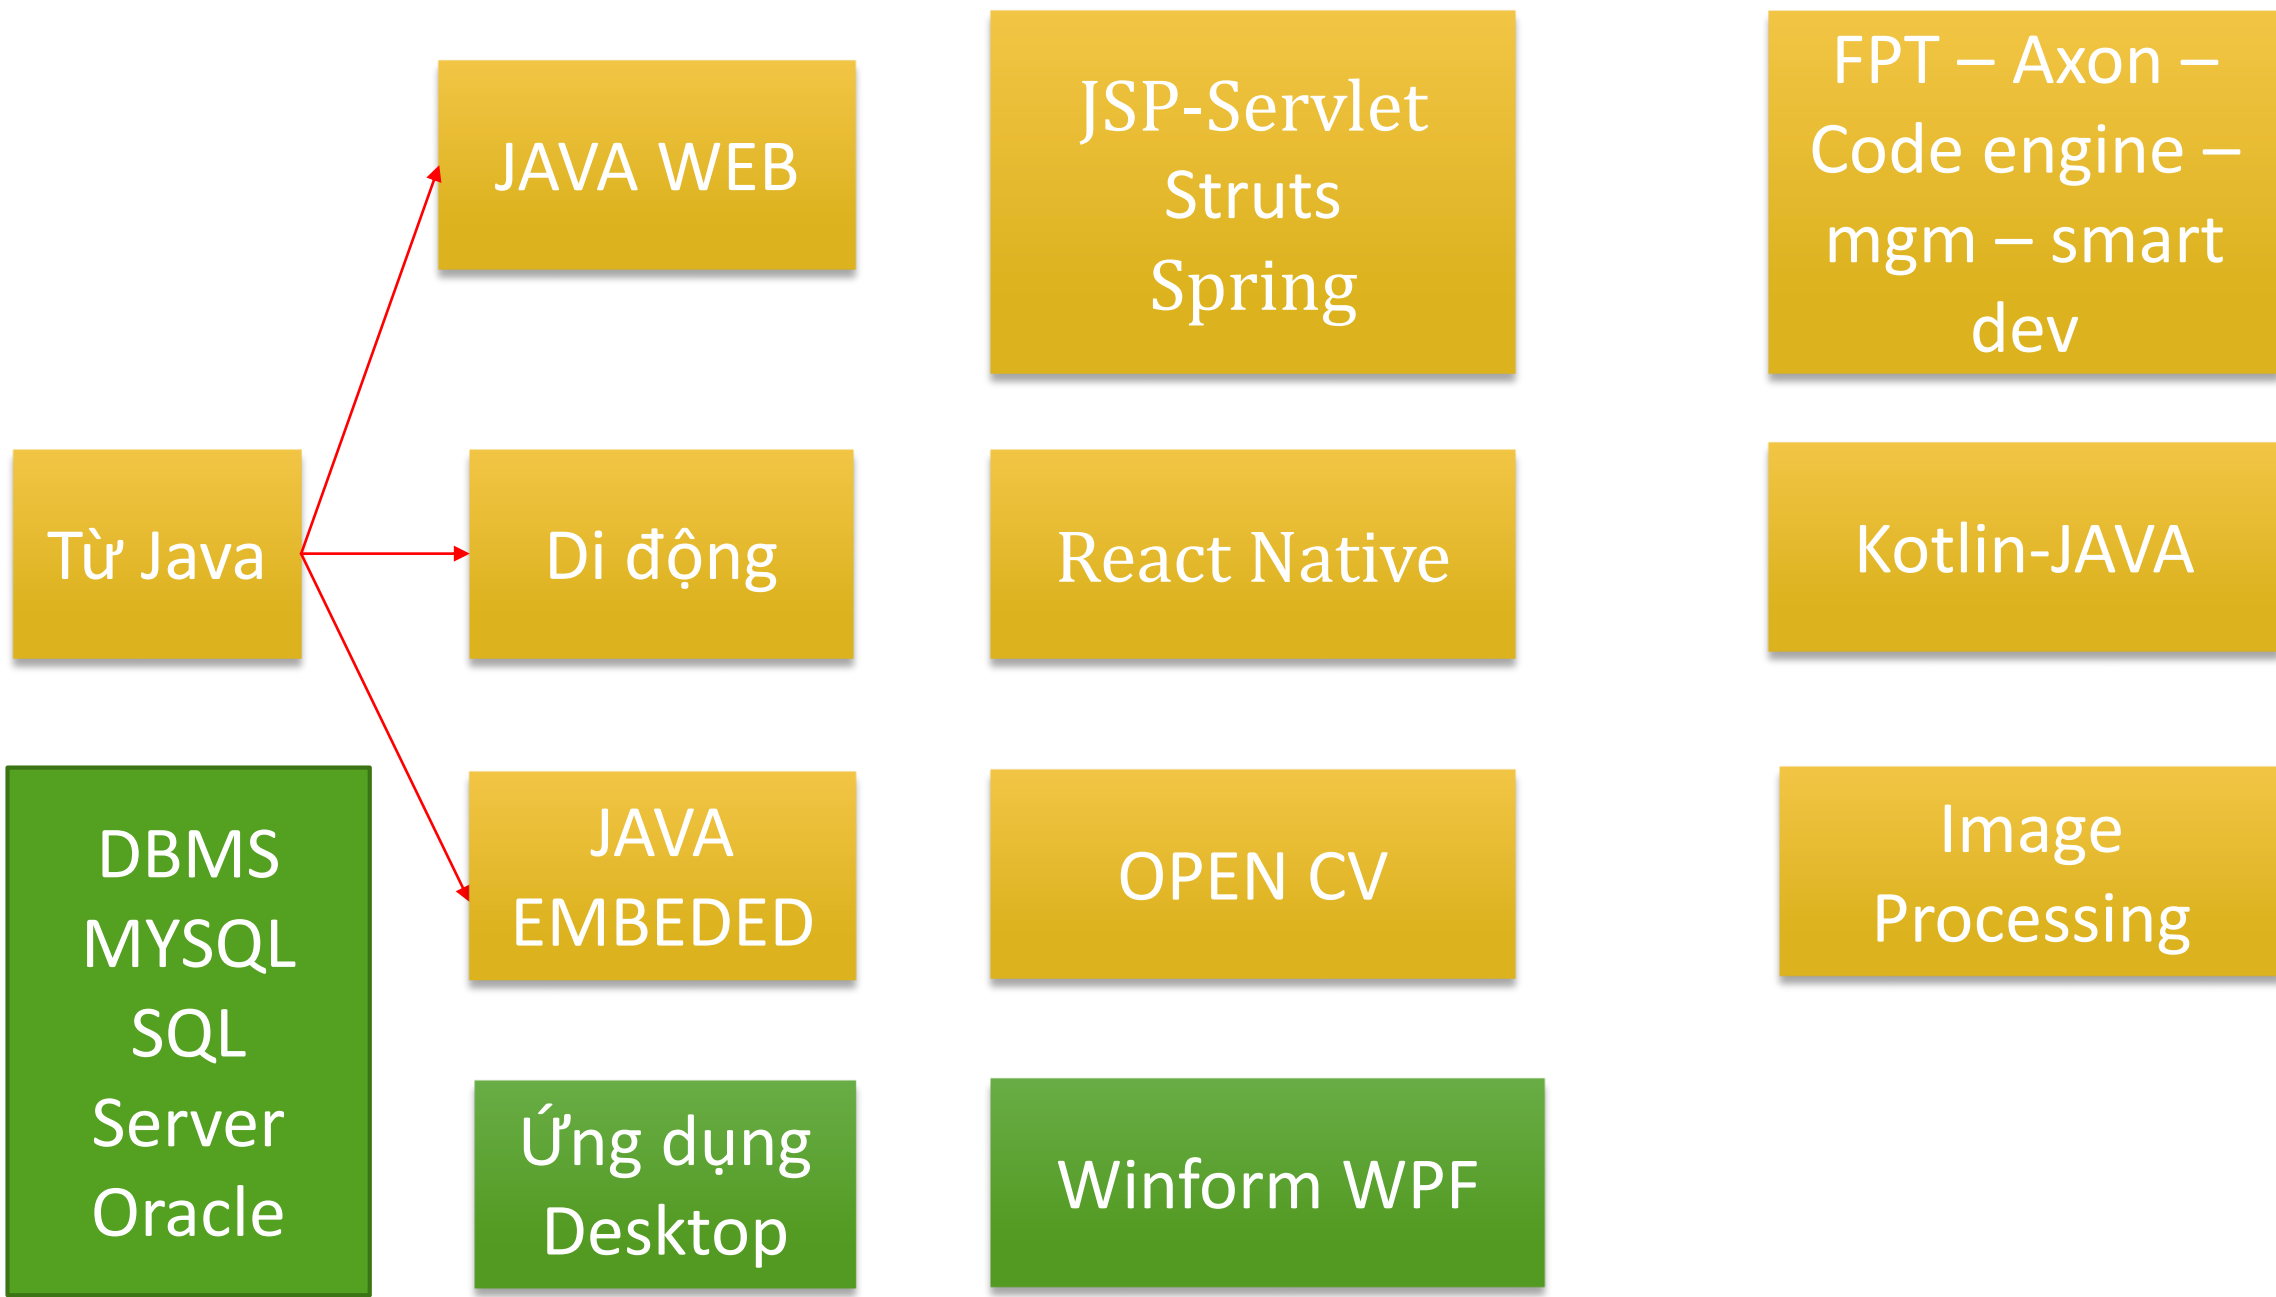 JAVA WEB
JSP-Servlet
Struts
Spring
FPT – Axon –
Code engine –
mgm – smart
dev
Từ Java
Di động
React Native
Kotlin-JAVA
DBMS
MYSQL
SQL
Server
Oracle
JAVA
EMBEDED
OPEN CV
Image
Processing
Ứng dụng
Desktop
Winform WPF